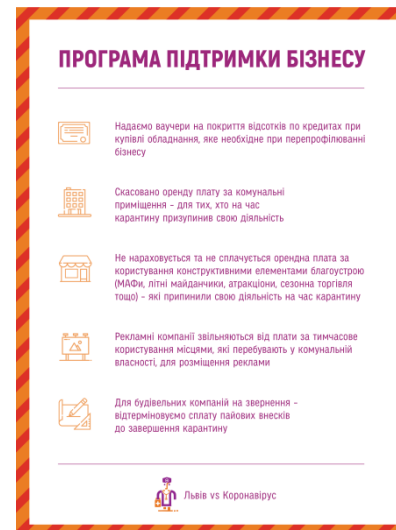 ПРОГРАМА ПІДТРИМКИ БІЗНЕСУ
Надаємо ваучери на покриття відсотків по кредитах при
купівлі обладнання, яке необхідне при перепрофілюванні
бізнесу
Скасовано оренду плату за комунальні
приміщення – для тих, хто на час
карантину призупинив свою діяльність
Не нараховується та не сплачується орендна плата за
користування конструктивними елементами благоустрою
(МАФи, літні майданчики, атракціони, сезонна торгівля
тощо) – які припинили свою діяльність на час карантину
Рекламні компанії звільняються від плати за тимчасове
користування місцями, які перебувають у комунальній
власності, для розміщення реклами
Для будівельних компаній на звернення –
відтерміновуємо сплату пайових внесків
до завершення карантину
Львів vs Коронавірус